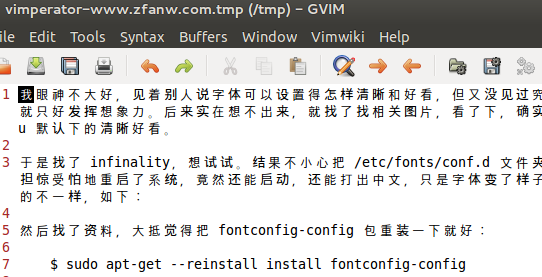 vimperator-www.zfanw.com.tmp (/tmp) – GVIM
ile Edit Tools Syntax Buffers Window Vimwiki Help
1 我眼神不大好，见着别人说字体可以设置得怎样清晰和好看，但又没见过究
就只好发挥想象力。后来实在想不出来，就找了找相关图片，看了下，确实
u 默认下的清晰好看。
2
3 于是找了 infinality，想试试。结果不小心把 /etc/fonts/conf.d 文件夹
担惊受怕地重启了系统，竟然还能启动，还能打出中文，只是字体变了样子
的不一样，如下：
4
5 然后找了资料，大抵觉得把 fontconfig-config 包重装一下就好：
6
7 $ sudo apt-get --reinstall install fontconfig-config